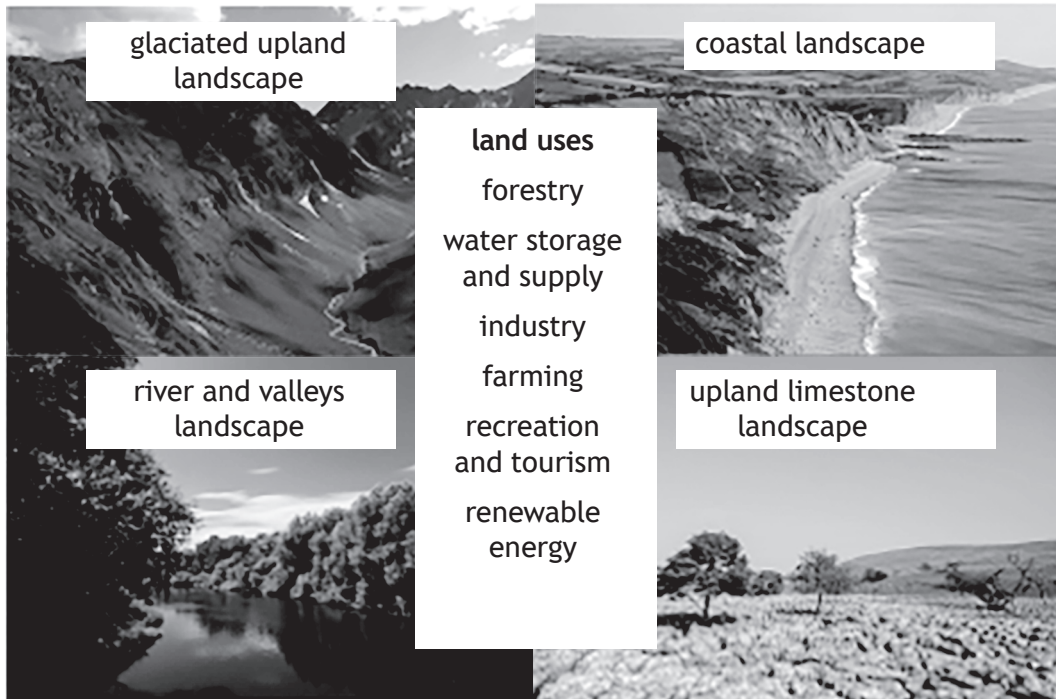 glaciated upland
landscape
coastal landscape
land uses
forestry
water storage
and supply
industry
farming
recreation
and tourism
renewable
energy
river and valleys
landscape
upland limestone
landscape